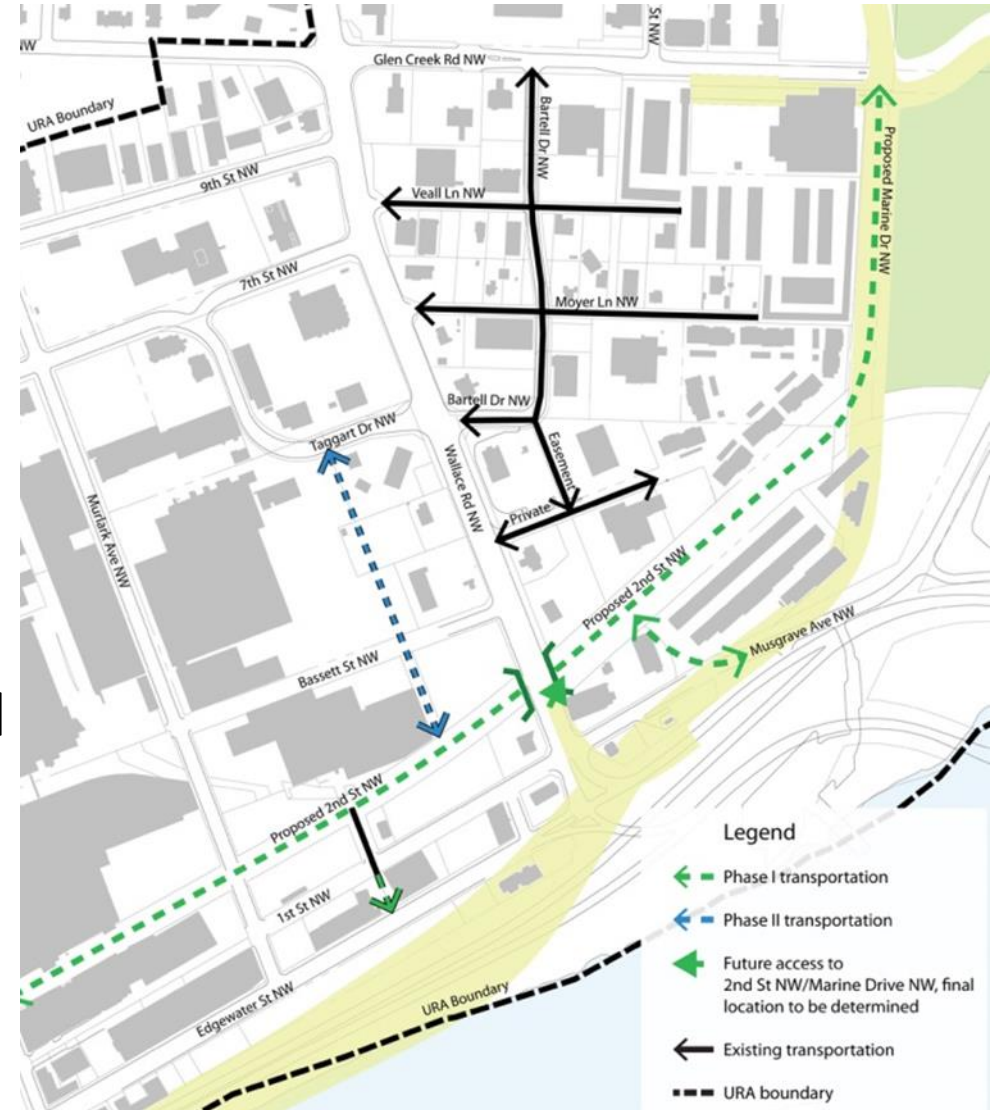 W
St NW
Glen Creek Rd NW
URA Boundary
Bartell Dr NW
Proposed Marine Dr NW
9th St NW
Veall Ln NW
7th St NW
Moyer Ln NW
Bartell Dr NW
Taggart Dr NW
Easement
Wallace Rd NW
Private
Murlark Ave NW
Proposed 2nd St NW
Musgrave Ave NW
Bassett St NW
Proposed 2nd St NW
1st St NW
Edgewater St NW
URA Boundary
Legend
Phase I transportation
Phase II transportation
Future access to
2nd St NW/Marine Drive NW, final
location to be determined
Existing transportation
URA boundary